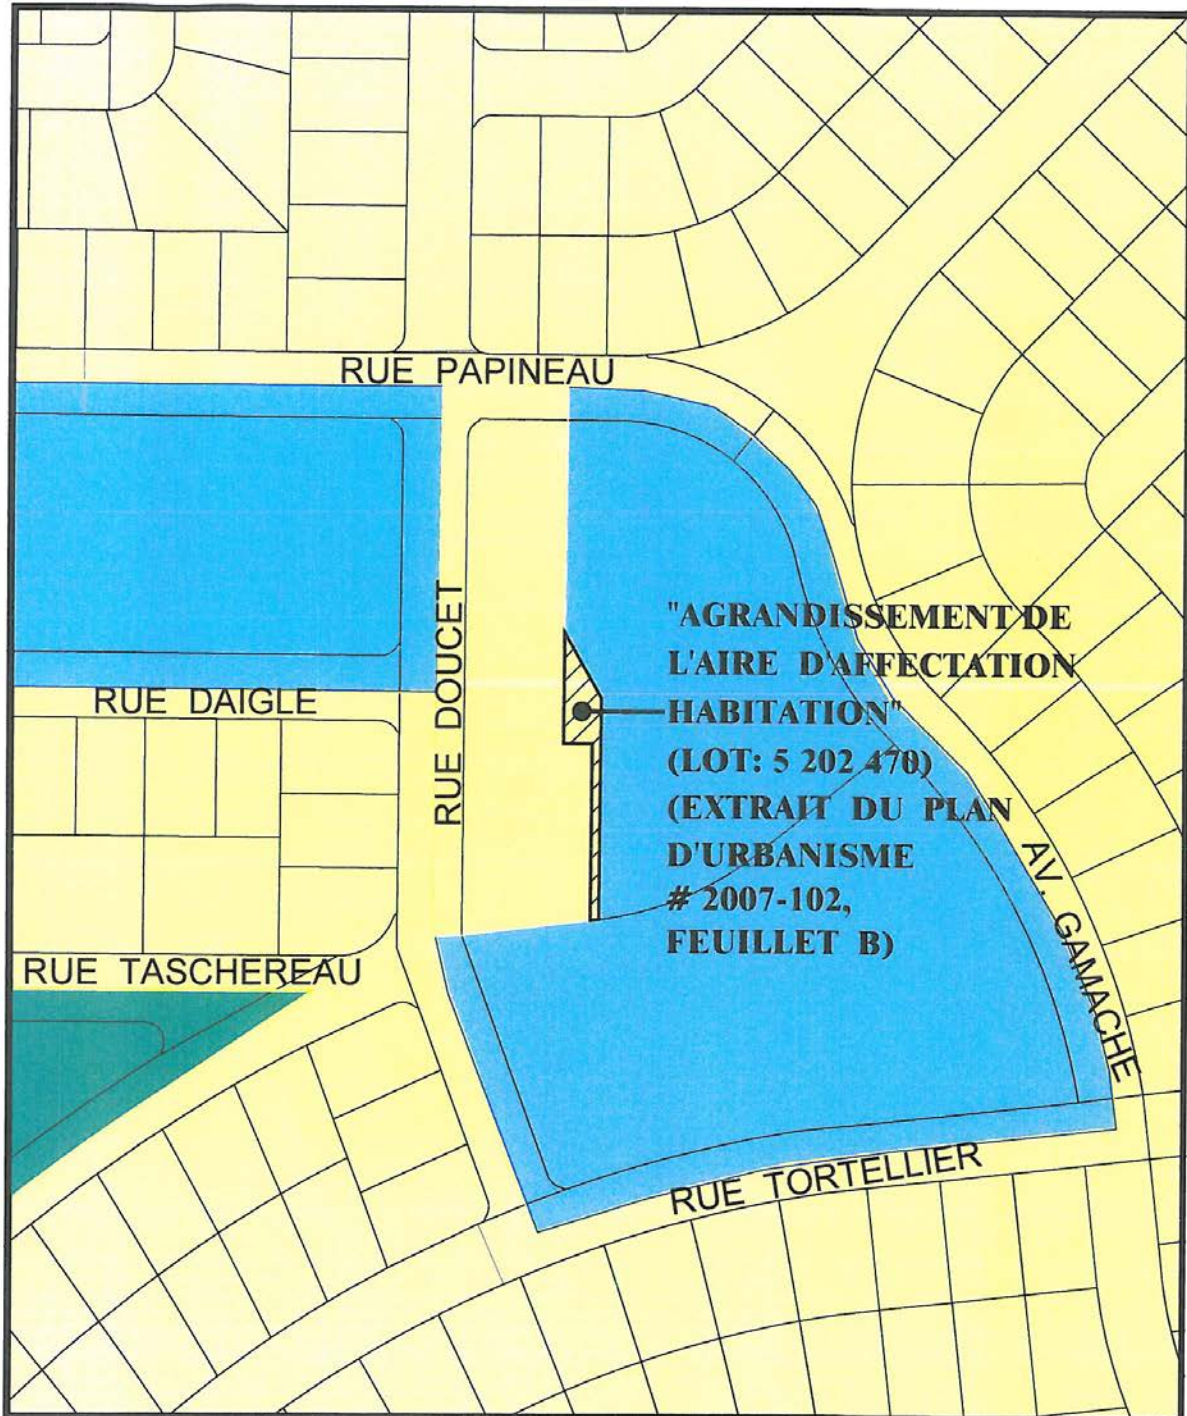 RUE PAPINEAU
RUE DOUCET
"AGRANDISSEMENT DE
L'AIRE D'AFFECTATION
HABITATION"
(LOT: 5 202 470)
(EXTRAIT DU PLAN
D'URBANISME
# 2007-102,
FEUILLET B)
RUE DAIGLE
AV. GAMACHE
RUE TASCHEREAU
RUE TORTELLIER